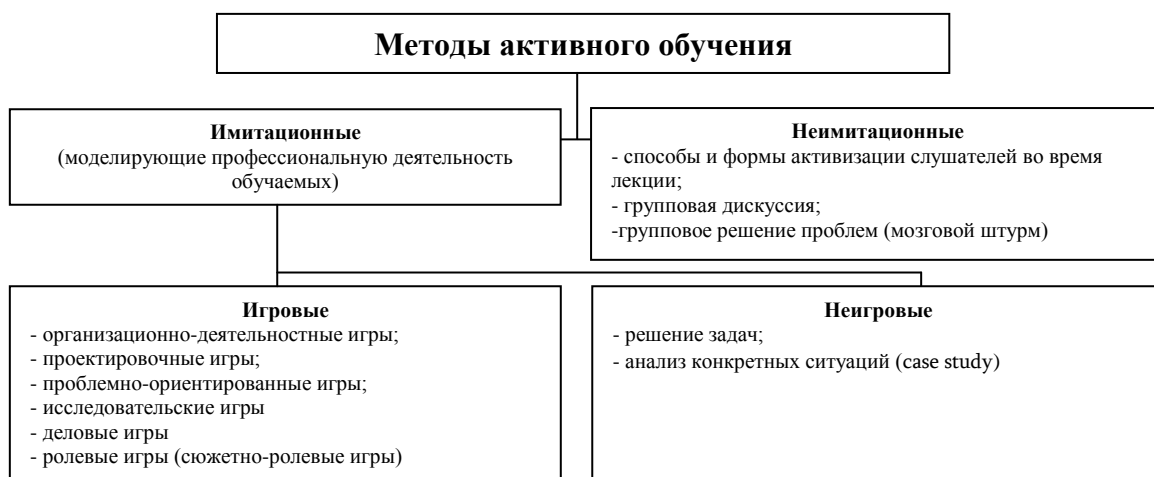 Методы активного обучения
Имитационные
(моделирующие профессиональную деятельность
обучаемых)
Неимитационные
- способы и формы активизации слушателей во время
лекции;
- групповая дискуссия;
-групповое решение проблем (мозговой штурм)
Игровые
- организационно-деятельностные игры;
- проектировочные игры;
- проблемно-ориентированные игры;
- исследовательские игры
- деловые игры
- ролевые игры (сюжетно-ролевые игры)
Неигровые
- решение задач;
- анализ конкретных ситуаций (case study)